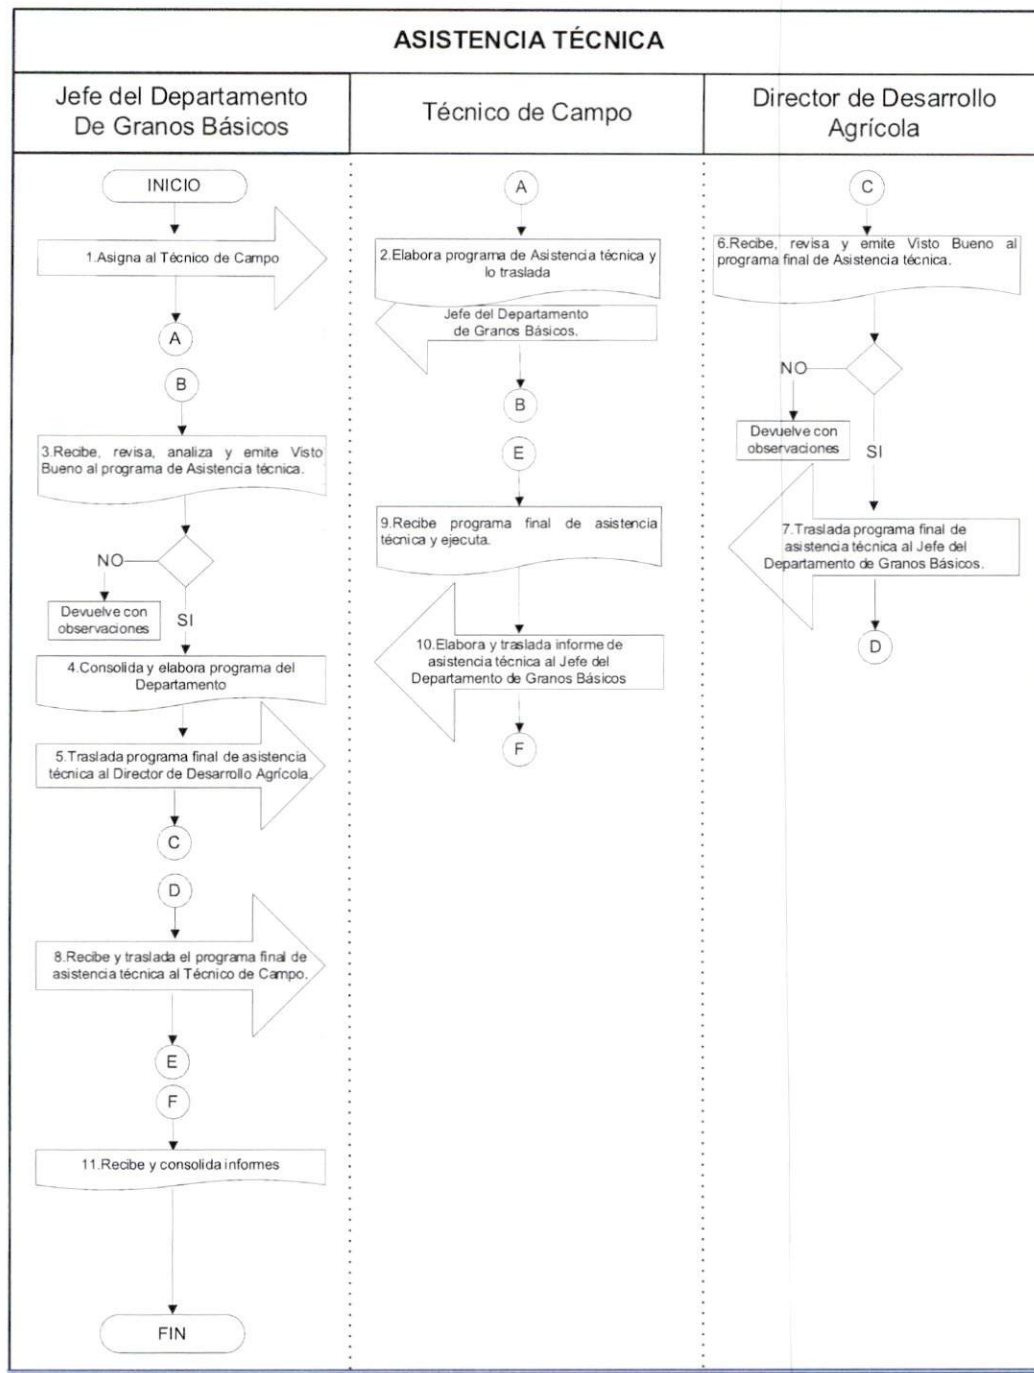 ASISTENCIA TÉCNICA
Jefe del Departamento
De Granos Básicos
Técnico de Campo
Director de Desarrollo
Agrícola
INICIO
1.Asigna al Técnico de Campo
A
B
3.Recibe, revisa, analiza y emite Visto
Bueno al programa de Asistencia técnica.
NO
Devuelve con
observaciones
SI
4.Consolida y elabora programa del
Departamento
5.Traslada programa final de asistencia
técnica al Director de Desarrollo Agrícola.
C
D
8.Recibe y traslada el programa final de
asistencia técnica al Técnico de Campo.
E
F
11.Recibe y consolida informes
FIN
A
2.Elabora programa de Asistencia técnica y
lo traslada
Jefe del Departamento
de Granos Básicos.
B
E
9.Recibe programa final de asistencia
técnica y ejecuta.
10.Elabora y traslada informe de
asistencia técnica al Jefe del
Departamento de Granos Básicos
F
C
6.Recibe, revisa y emite Visto Bueno al
programa final de Asistencia técnica.
NO
Devuelve con
observaciones
SI
7.Traslada programa final de
asistencia técnica al Jefe del
Departamento de Granos Básicos.
D